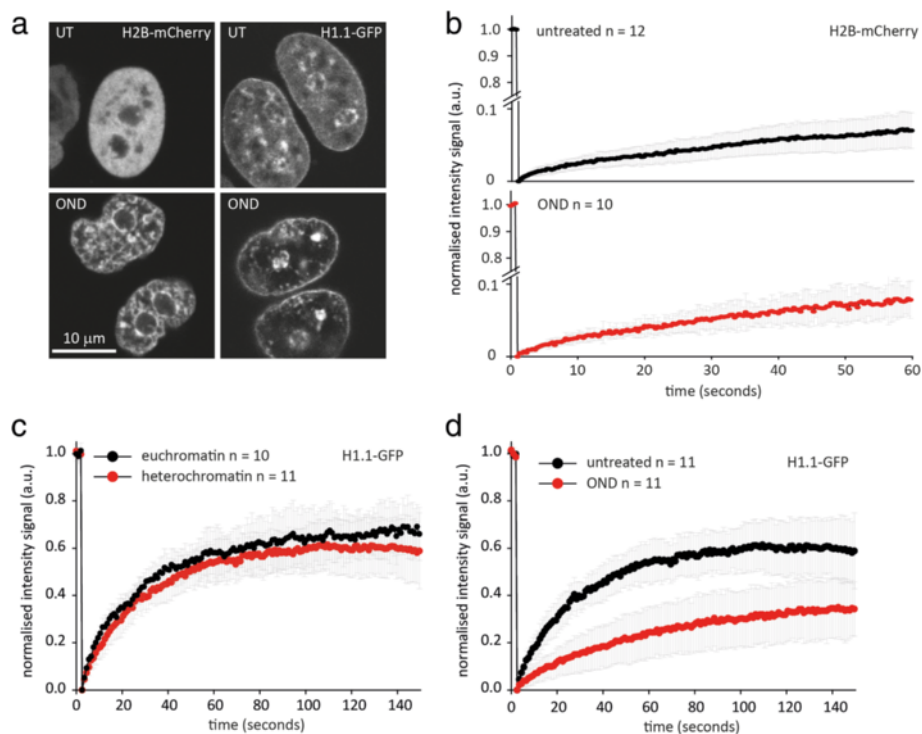 a
UT
H2B-mCherry
UT
H1.1-GFP
OND
OND
10 μm
b
untreated n = 12
H2B-mCherry
normalised intensity signal (a.u.)
1.0
0.9
0.8
0.1
0
OND n = 10
1.0
0.9
0.8
0.1
0
0 10 20 30 40 50 60
time (seconds)
c
euchromatin n = 10
heterochromatin n = 11
H1.1-GFP
normalised intensity signal (a.u.)
1.0
0.8
0.6
0.4
0.2
0.0
0 20 40 60 80 100 120 140
time (seconds)
d
untreated n = 11
OND n = 11
H1.1-GFP
normalised intensity signal (a.u.)
1.0
0.8
0.6
0.4
0.2
0.0
0 20 40 60 80 100 120 140
time (seconds)